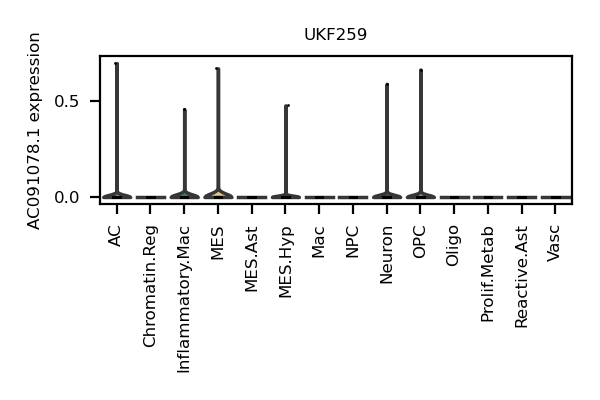 UKF259
AC091078.1 expression
0.5
0.0
AC
Chromatin.Reg
Inflammatory.Mac
MES
MES.Ast
MES.Hyp
Mac
NPC
Neuron
OPC
Oligo
Prolif.Metab
Reactive.Ast
Vasc